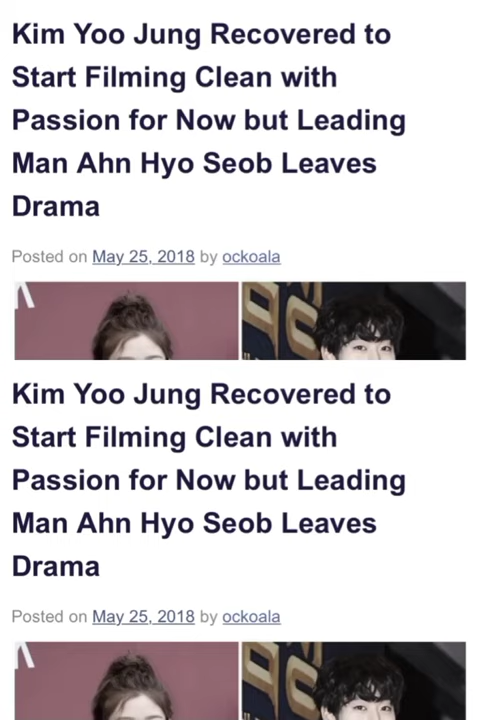 Kim Yoo Jung Recovered to
Start Filming Clean with
Passion for Now but Leading
Man Ahn Hyo Seob Leaves
Drama
Posted on May 25, 2018 by ockoala
Kim Yoo Jung Recovered to
Start Filming Clean with
Passion for Now but Leading
Man Ahn Hyo Seob Leaves
Drama
Posted on May 25, 2018 by ockoala